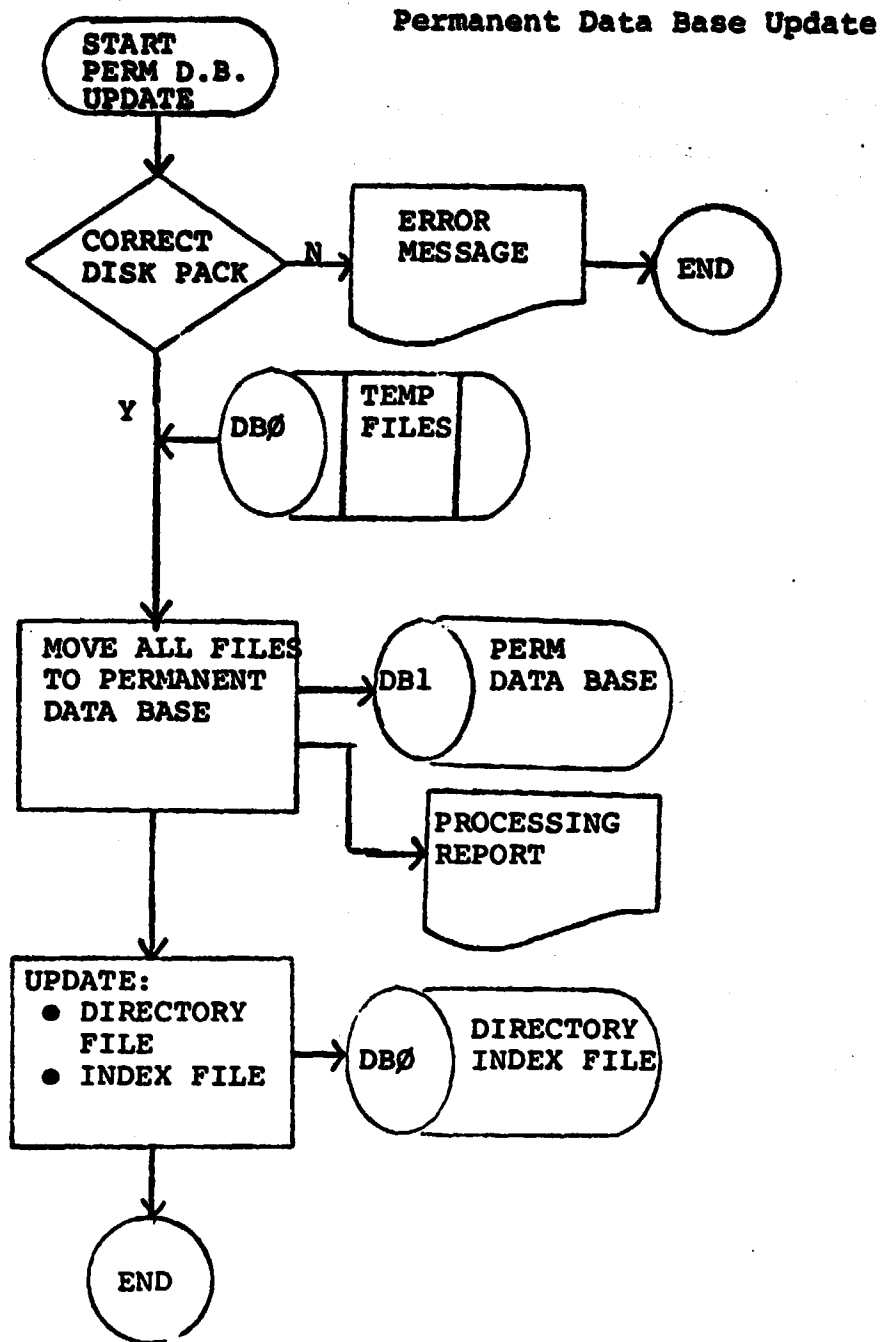 Permanent Data Base Update
START
PERM D.B.
UPDATE
CORRECT
DISK PACK
N
ERROR
MESSAGE
END
Y
DBØ
TEMP
FILES
MOVE ALL FILES
TO PERMANENT
DATA BASE
DB1
PERM
DATA BASE
PROCESSING
REPORT
UPDATE:
● DIRECTORY
FILE
● INDEX FILE
DBØ
DIRECTORY
INDEX FILE
END